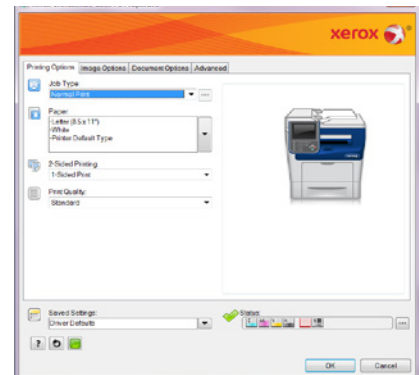 xerox
Printing Options Image Options Document Options Advanced
Job Type:
Normal Print
Paper:
-Letter (8.5 x 11")
-White
-Printer Default Type
2-Sided Printing
1-Sided Print
Print Quality:
Standard
Saved Settings:
Driver Defaults
Status:
?
OK Cancel